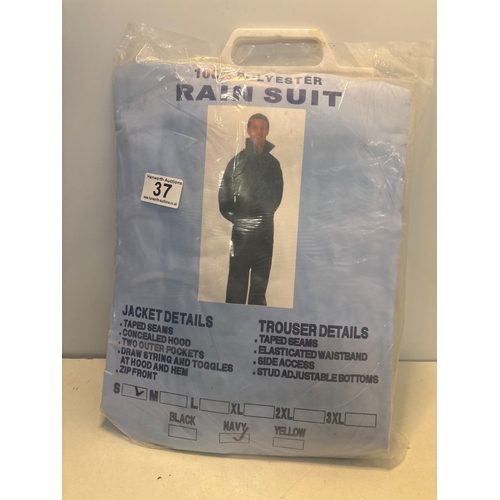 100% POLYESTER
RAIN SUIT
Hansworth Auctions
37
JACKET DETAILS
. TAPED SEAMS
. CONCEALED HOOD
. TWO OUTER POCKETS
. DRAW STRING AND TOGGLES
AT HOOD AND HEM
. ZIP FRONT
TROUSER DETAILS
. TAPED SEAMS
. ELASTICATED WAISTBAND
. SIDE ACCESS
. STUD ADJUSTABLE BOTTOMS
S M L XL 2XL 3XL
BLACK NAVY YELLOW